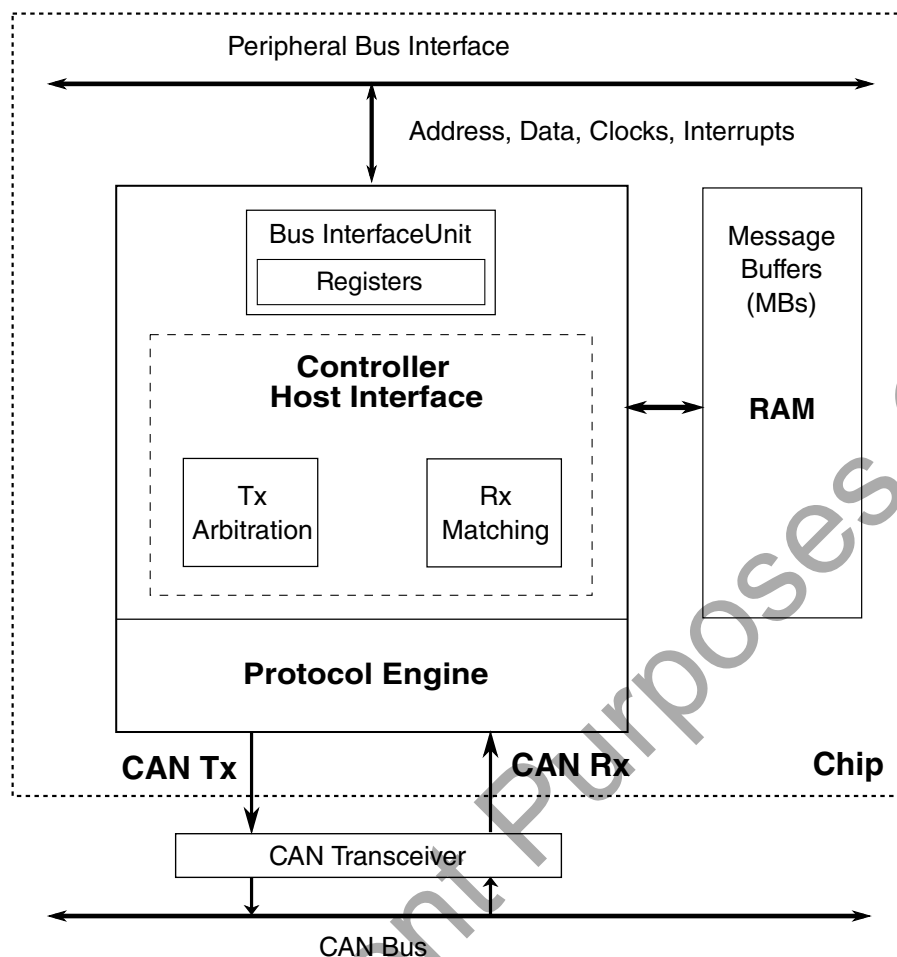 Peripheral Bus Interface
Address, Data, Clocks, Interrupts
Bus InterfaceUnit
Registers
Message
Buffers
(MBs)
Controller
Host Interface
RAM
Tx
Arbitration
Rx
Matching
Protocol Engine
CAN Tx
CAN Rx
Chip
CAN Transceiver
CAN Bus
Purposes